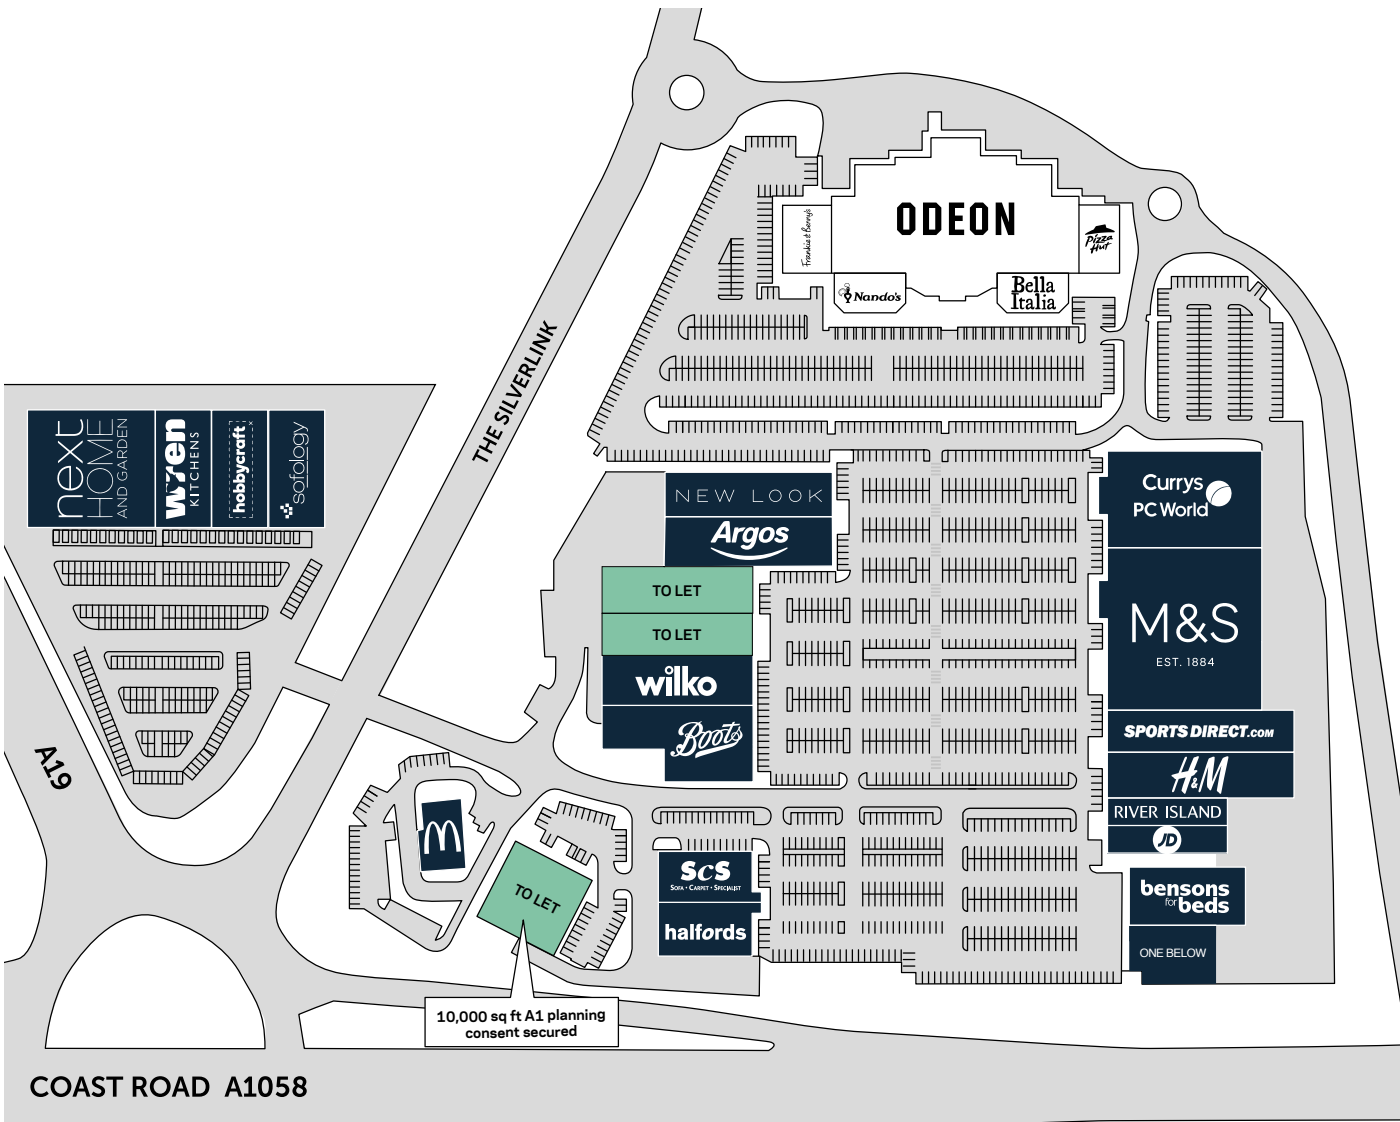 ODEON
Frankie & Benny's
Pizza
Hut
Nando's
Bella
Italia
THE SILVERLINK
next
HOME
AND GARDEN
wren
KITCHENS
hobbycraft
sofology
NEW LOOK
Argos
TO LET
TO LET
wilko
Boots
Currys
PC World
M&S
EST. 1884
SPORTS DIRECT.COM
H&M
RIVER ISLAND
JD
bensons
for beds
ONE BELOW
A19
M
TO LET
ScS
SOFA • CARPET • SPECIALIST
halfords
10,000 sq ft A1 planning
consent secured
COAST ROAD A1058